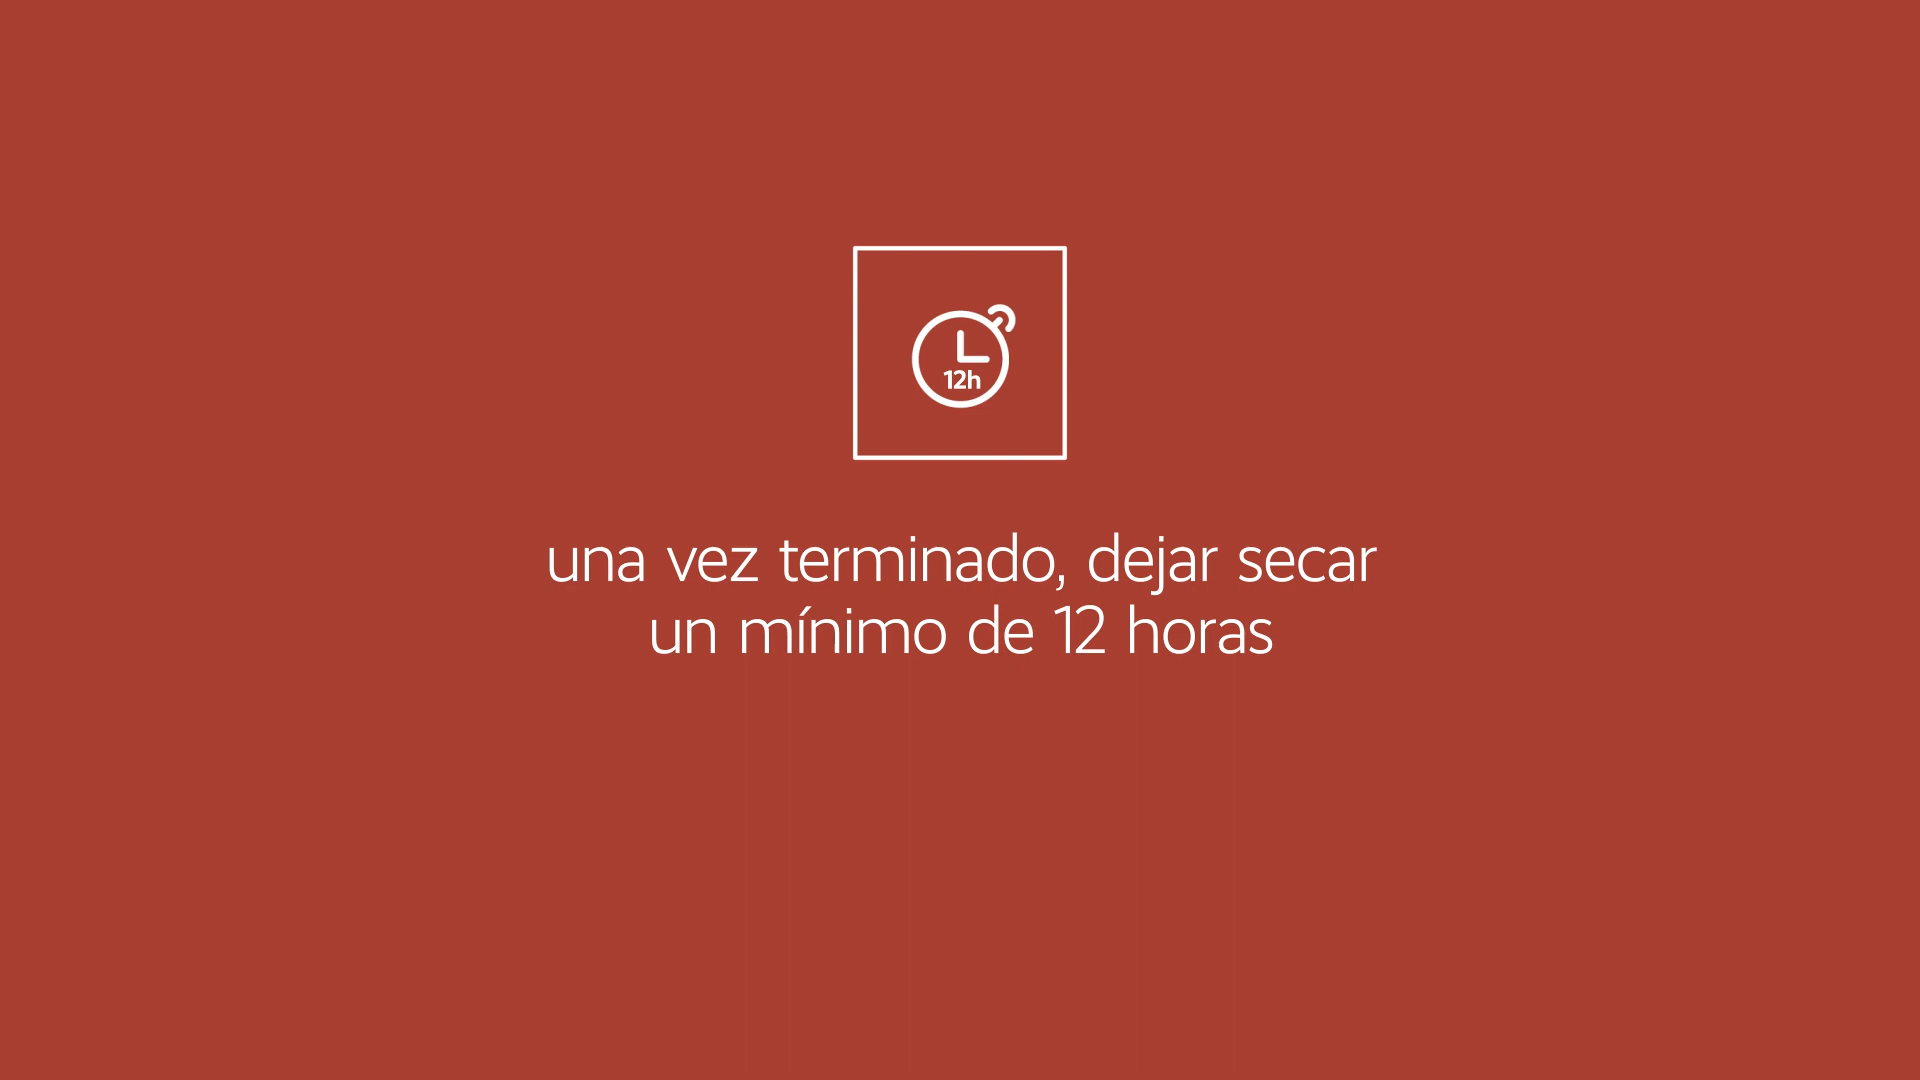 12h
una vez terminado, dejar secar
un mínimo de 12 horas